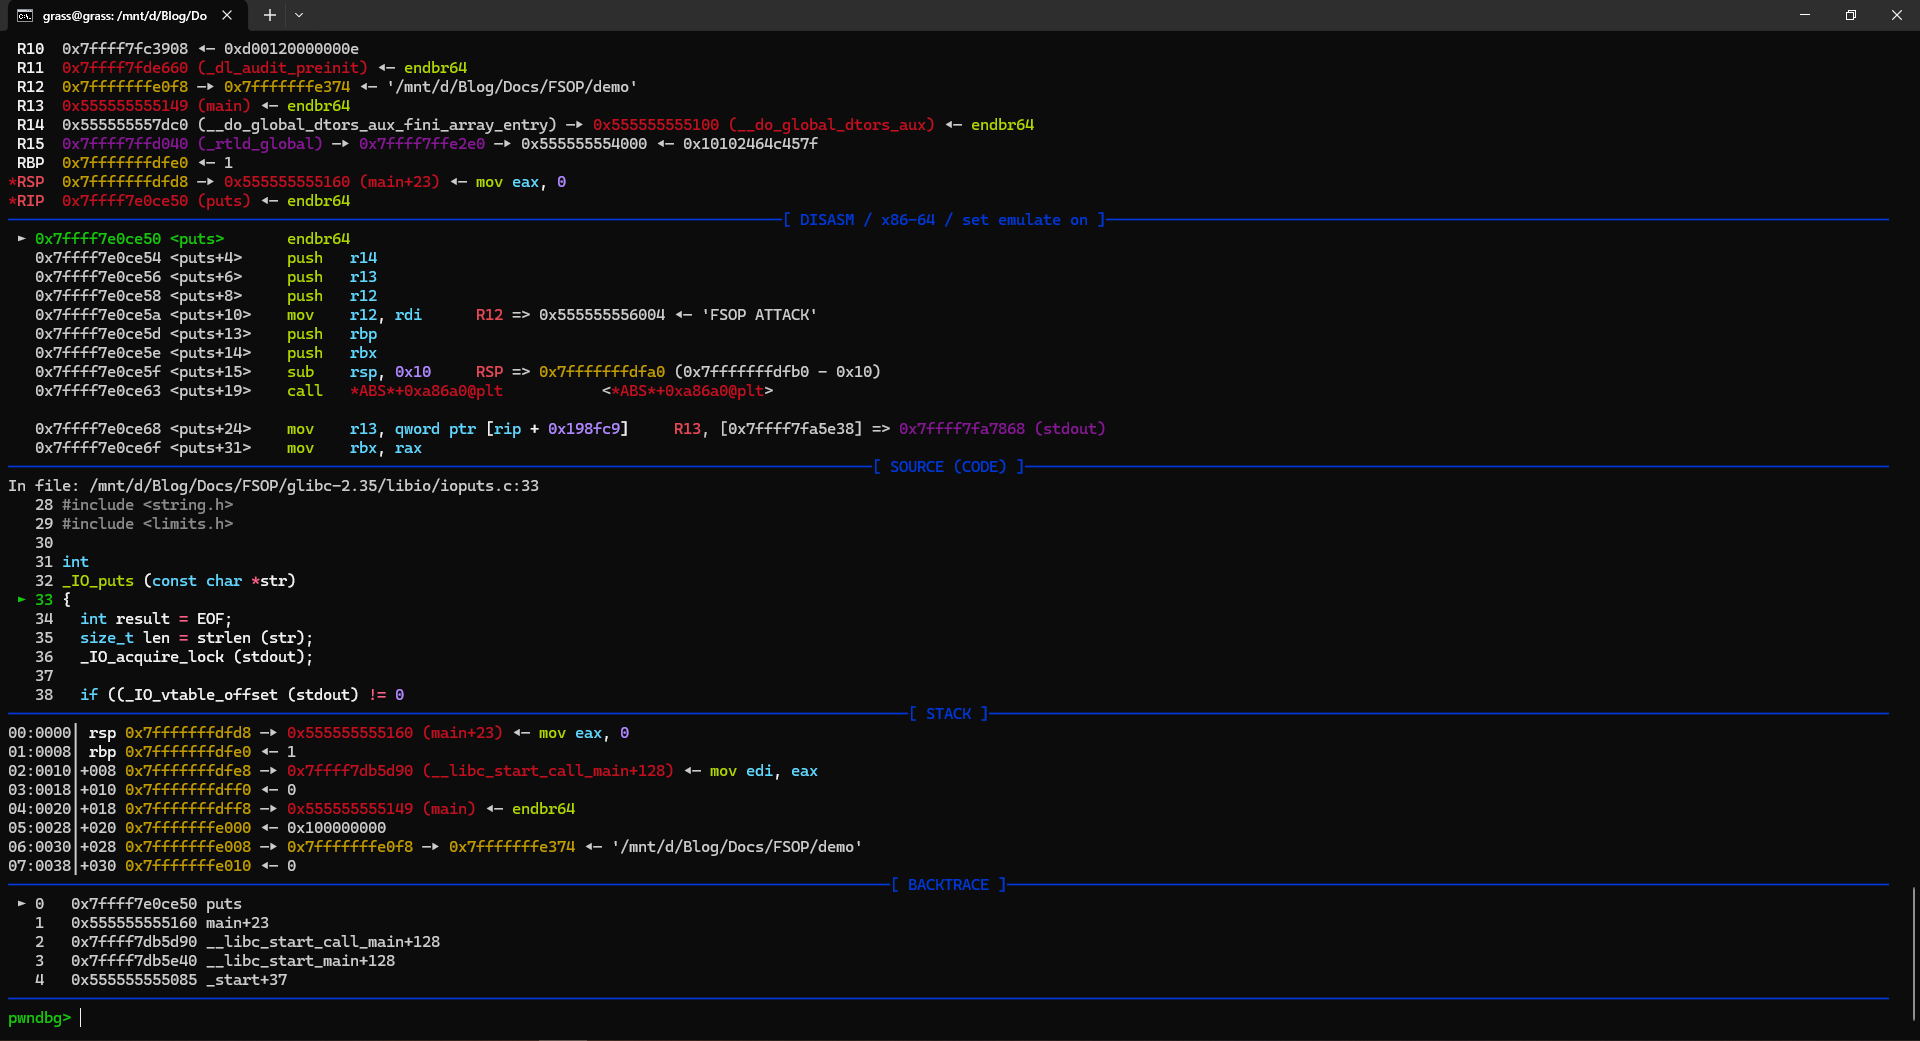 grass@grass: /mnt/d/Blog/Do
R10  0x7ffff7fc3908 ◂— 0xd00120000000e
R11  0x7ffff7fde660 (_dl_audit_preinit) ◂— endbr64
R12  0x7fffffffe0f8 —▸ 0x7fffffffe374 ◂— '/mnt/d/Blog/Docs/FSOP/demo'
R13  0x555555555149 (main) ◂— endbr64
R14  0x555555557dc0 (__do_global_dtors_aux_fini_array_entry) —▸ 0x555555555100 (__do_global_dtors_aux) ◂— endbr64
R15  0x7ffff7ffd040 (_rtld_global) —▸ 0x7ffff7ffe2e0 —▸ 0x555555554000 ◂— 0x10102464c457f
RBP  0x7fffffffdfe0 ◂— 1
*RSP  0x7fffffffdfd8 —▸ 0x555555555160 (main+23) ◂— mov eax, 0
*RIP  0x7ffff7e0ce50 (puts) ◂— endbr64
[ DISASM / x86-64 / set emulate on ]
► 0x7ffff7e0ce50 <puts>       endbr64
0x7ffff7e0ce54 <puts+4>     push   r14
0x7ffff7e0ce56 <puts+6>     push   r13
0x7ffff7e0ce58 <puts+8>     push   r12
0x7ffff7e0ce5a <puts+10>    mov    r12, rdi      R12 => 0x555555556004 ◂— 'FSOP ATTACK'
0x7ffff7e0ce5d <puts+13>    push   rbp
0x7ffff7e0ce5e <puts+14>    push   rbx
0x7ffff7e0ce5f <puts+15>    sub    rsp, 0x10     RSP => 0x7fffffffdfa0 (0x7fffffffdfb0 - 0x10)
0x7ffff7e0ce63 <puts+19>    call   *ABS*+0xa86a0@plt           <*ABS*+0xa86a0@plt>
0x7ffff7e0ce68 <puts+24>    mov    r13, qword ptr [rip + 0x198fc9]     R13, [0x7ffff7fa5e38] => 0x7ffff7fa7868 (stdout)
0x7ffff7e0ce6f <puts+31>    mov    rbx, rax
[ SOURCE (CODE) ]
In file: /mnt/d/Blog/Docs/FSOP/glibc-2.35/libio/ioputs.c:33
28 #include <string.h>
29 #include <limits.h>
30
31 int
32 _IO_puts (const char *str)
► 33 {
34   int result = EOF;
35   size_t len = strlen (str);
36   _IO_acquire_lock (stdout);
37
38   if ((_IO_vtable_offset (stdout) != 0
[ STACK ]
00:0000│ rsp 0x7fffffffdfd8 —▸ 0x555555555160 (main+23) ◂— mov eax, 0
01:0008│ rbp 0x7fffffffdfe0 ◂— 1
02:0010│+008 0x7fffffffdfe8 —▸ 0x7ffff7db5d90 (__libc_start_call_main+128) ◂— mov edi, eax
03:0018│+010 0x7fffffffdff0 ◂— 0
04:0020│+018 0x7fffffffdff8 —▸ 0x555555555149 (main) ◂— endbr64
05:0028│+020 0x7fffffffe000 ◂— 0x100000000
06:0030│+028 0x7fffffffe008 —▸ 0x7fffffffe0f8 —▸ 0x7fffffffe374 ◂— '/mnt/d/Blog/Docs/FSOP/demo'
07:0038│+030 0x7fffffffe010 ◂— 0
[ BACKTRACE ]
► 0   0x7ffff7e0ce50 puts
1   0x555555555160 main+23
2   0x7ffff7db5d90 __libc_start_call_main+128
3   0x7ffff7db5e40 __libc_start_main+128
4   0x555555555085 _start+37
pwndbg>